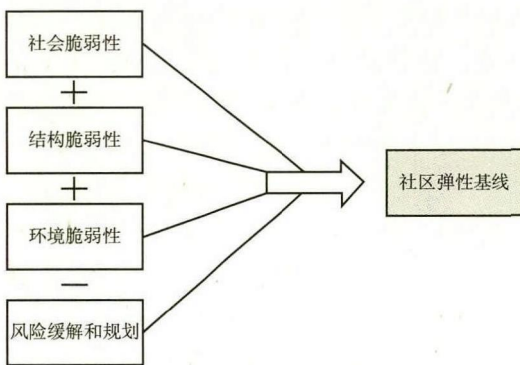 社会脆弱性
+
结构脆弱性
+
环境脆弱性
−
风险缓解和规划
社区弹性基线